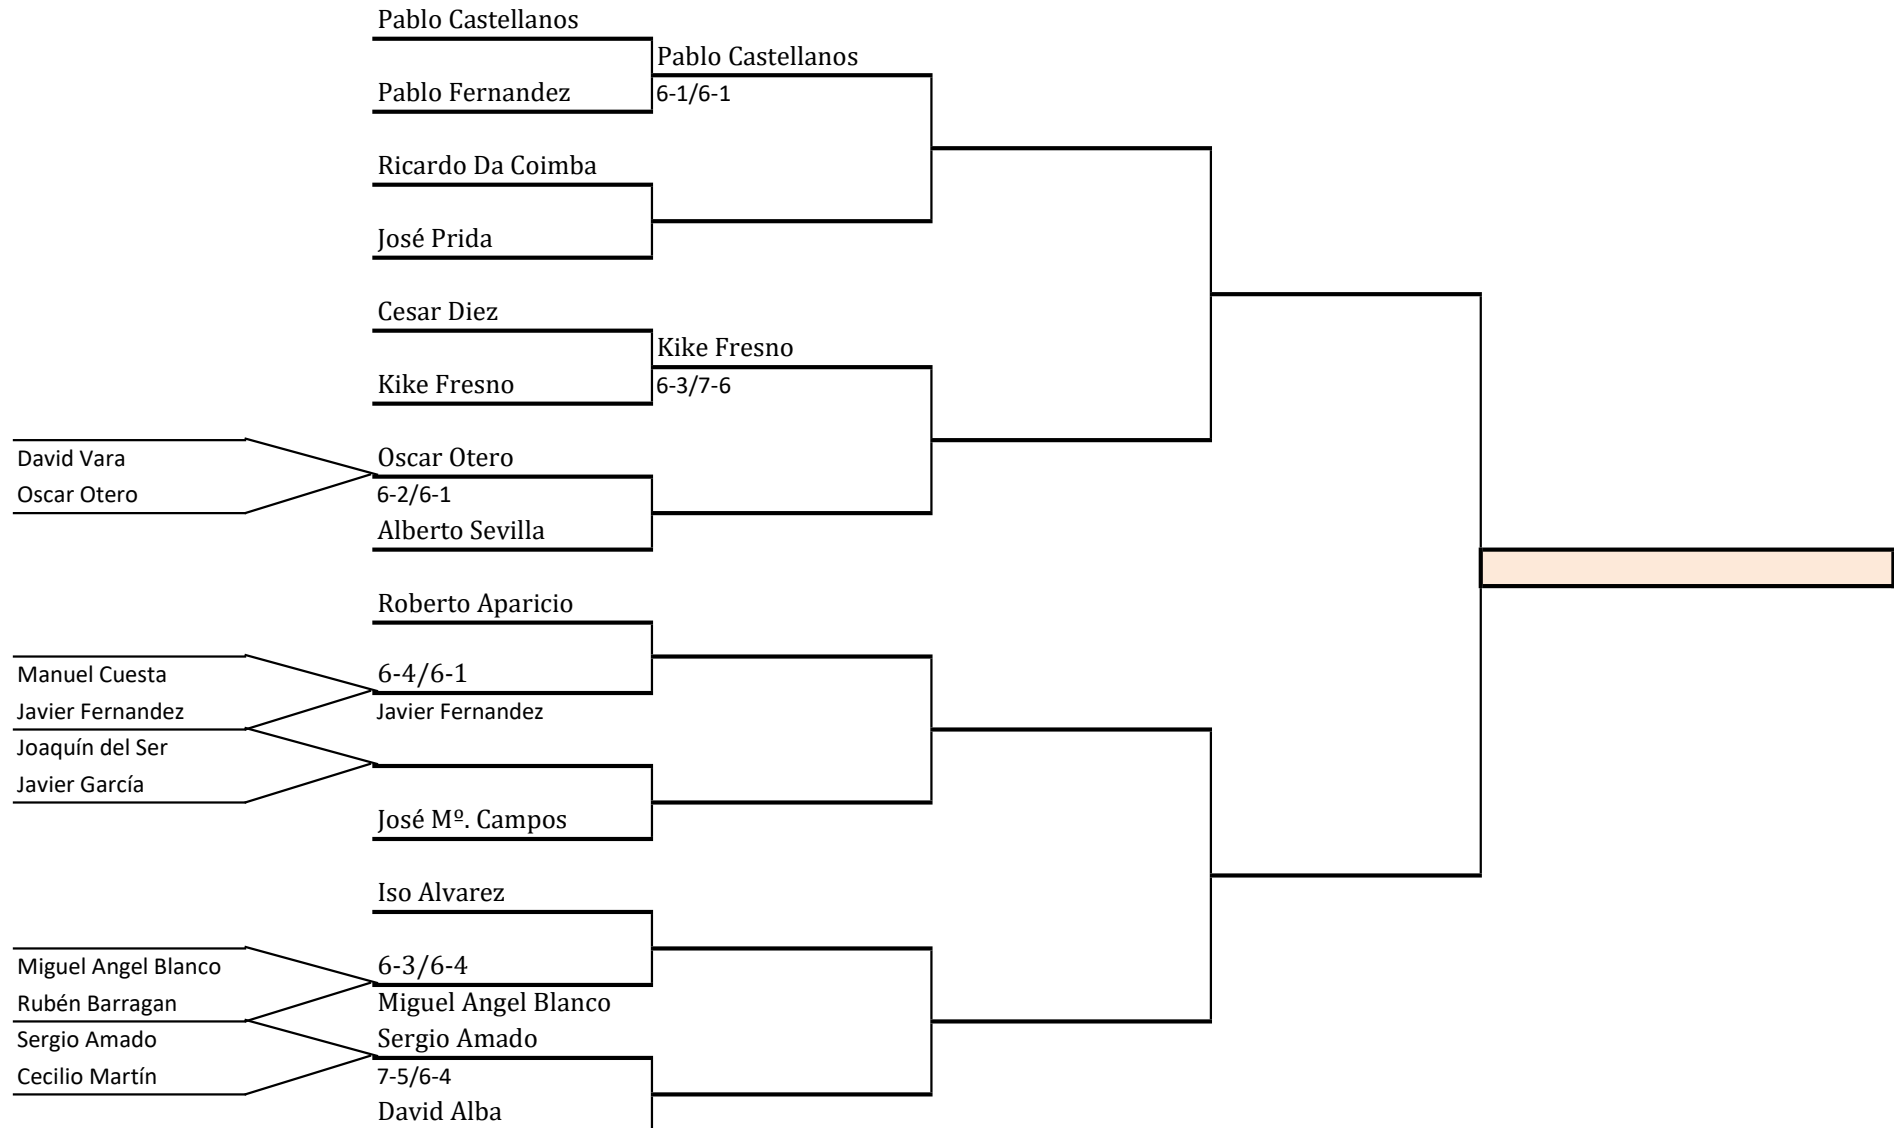 Pablo Castellanos
Pablo Castellanos
Pablo Fernandez
6-1/6-1
Ricardo Da Coimba
José Prida
Cesar Diez
Kike Fresno
Kike Fresno
6-3/7-6
David Vara
Oscar Otero
Oscar Otero
6-2/6-1
Alberto Sevilla
Roberto Aparicio
Manuel Cuesta
6-4/6-1
Javier Fernandez
Javier Fernandez
Joaquín del Ser
Javier García
José Mº. Campos
Iso Alvarez
Miguel Angel Blanco
6-3/6-4
Rubén Barragan
Miguel Angel Blanco
Sergio Amado
Sergio Amado
Cecilio Martín
7-5/6-4
David Alba